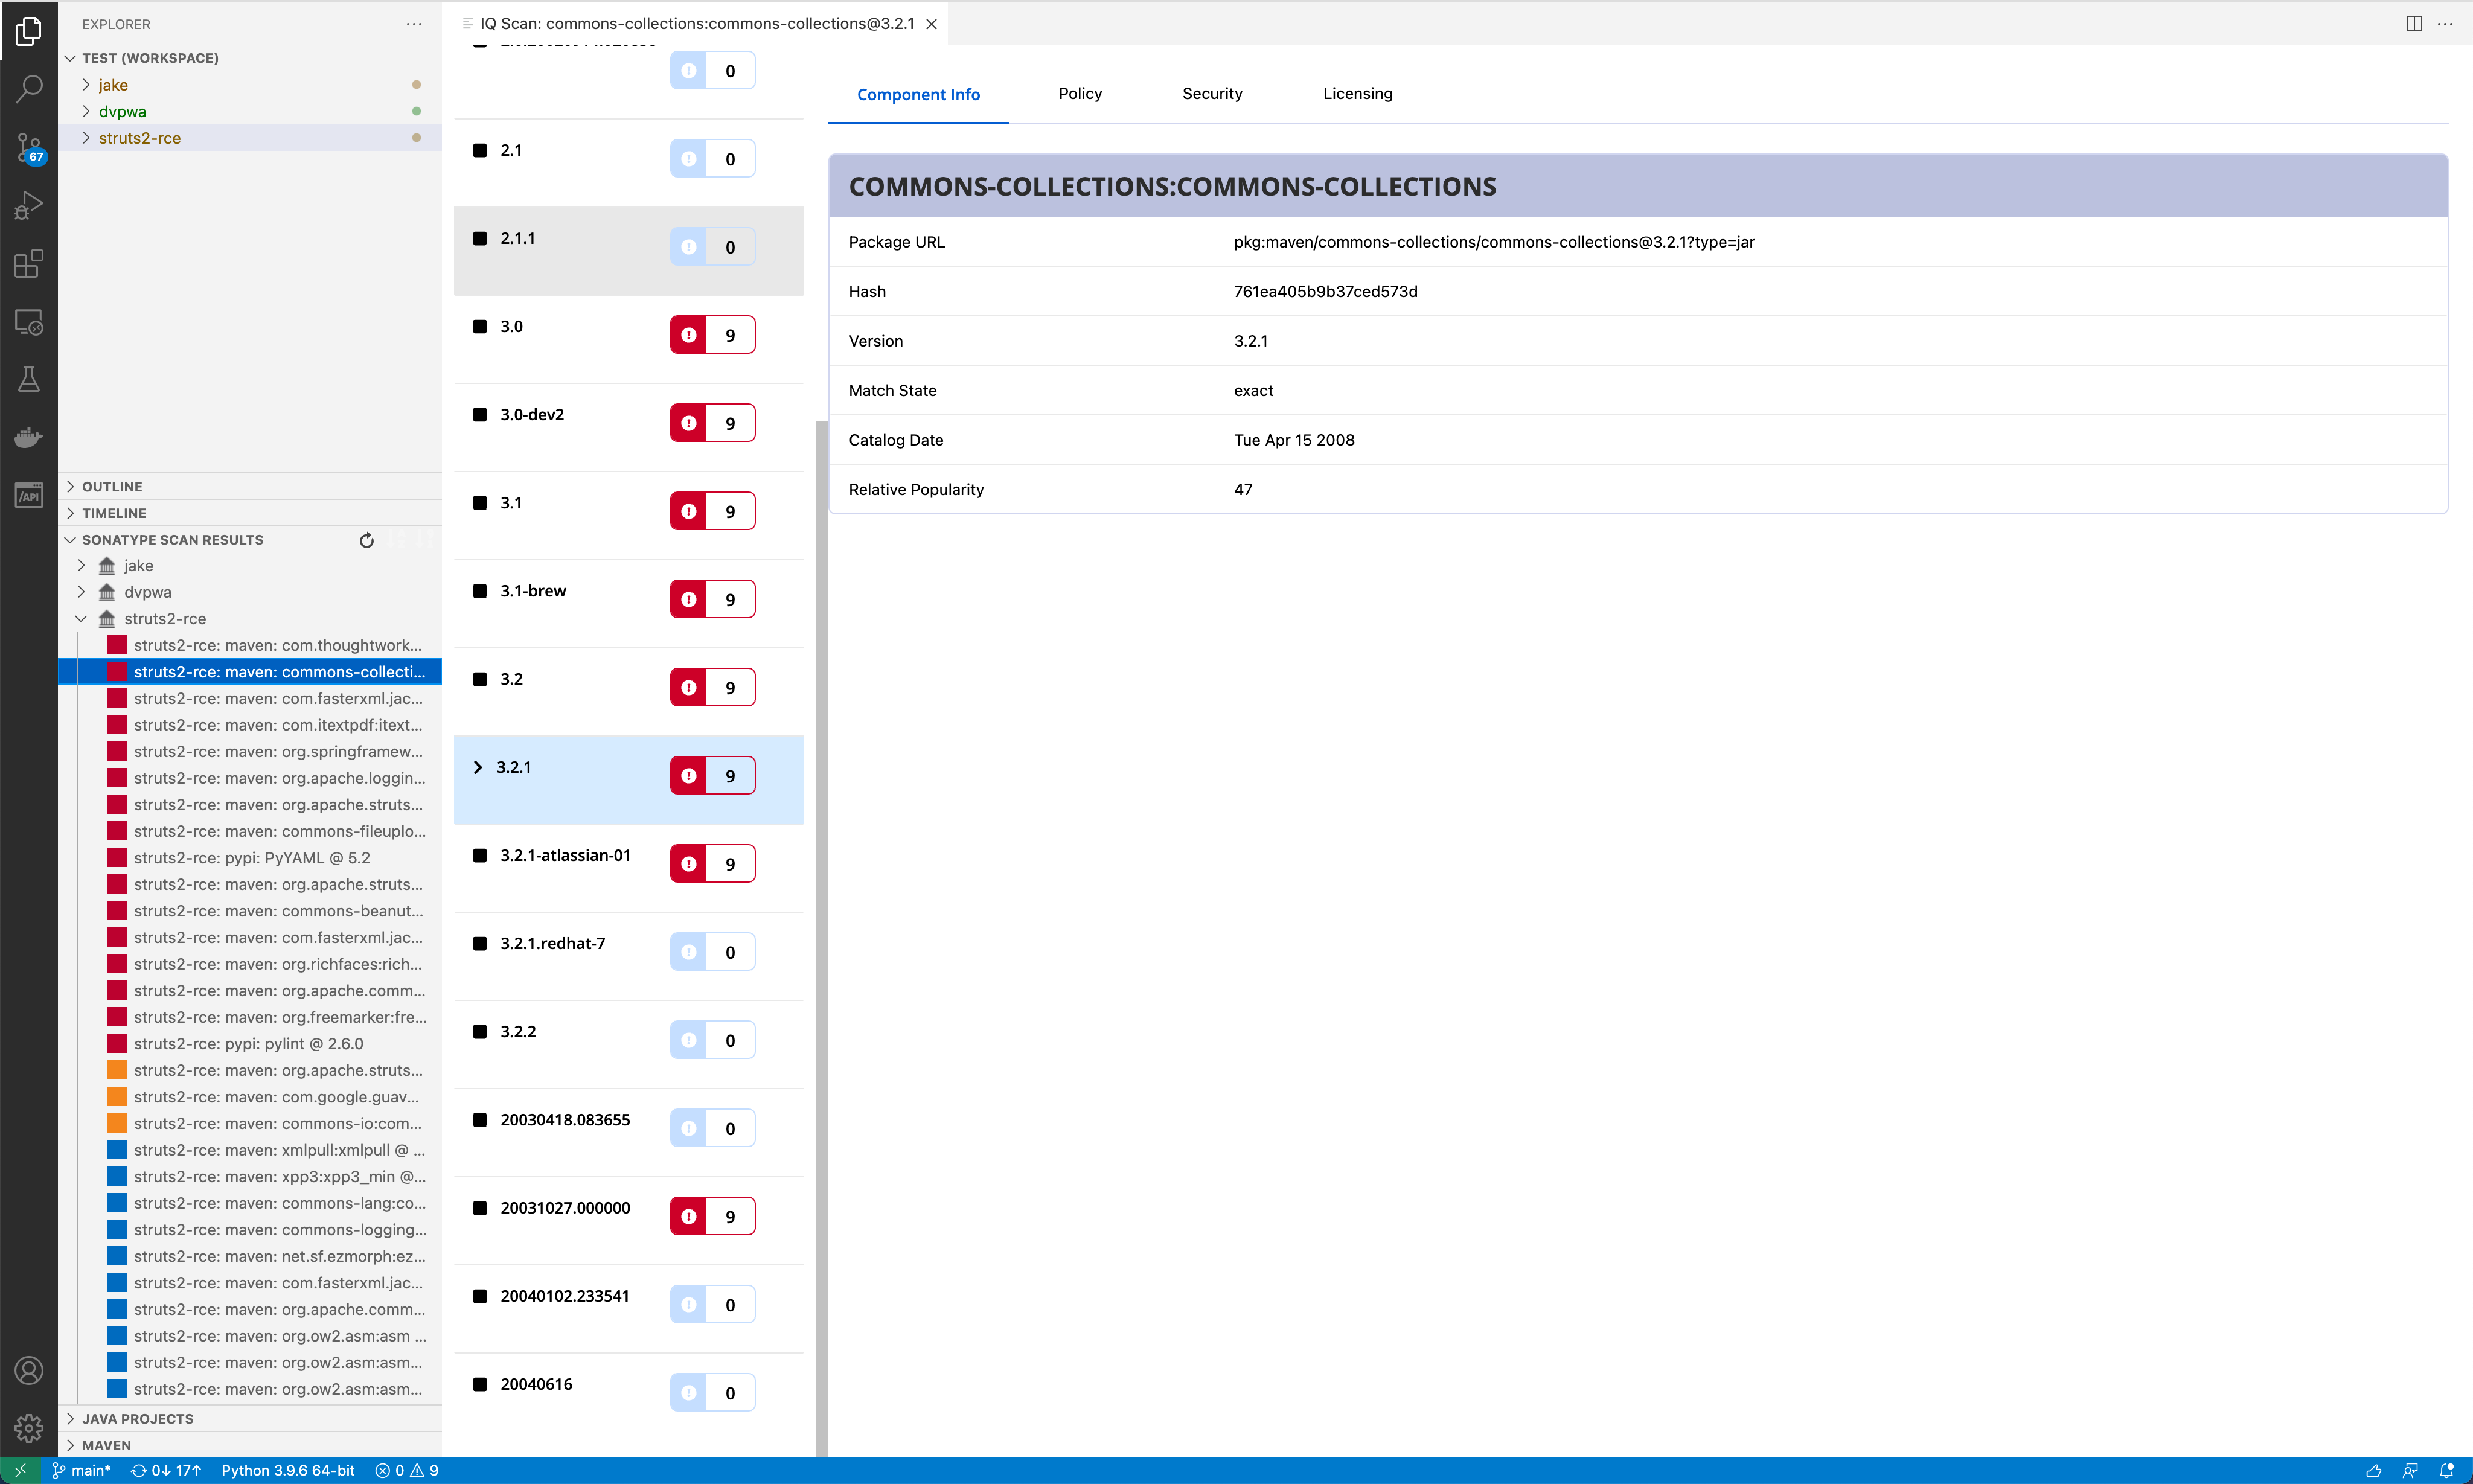 EXPLORER
TEST (WORKSPACE)
jake
dvpwa
struts2-rce
67
/API
OUTLINE
TIMELINE
SONATYPE SCAN RESULTS
jake
dvpwa
struts2-rce
struts2-rce: maven: com.thoughtwork...
struts2-rce: maven: commons-collecti...
struts2-rce: maven: com.fasterxml.jac...
struts2-rce: maven: com.itextpdf:itext...
struts2-rce: maven: org.springframew...
struts2-rce: maven: org.apache.loggin...
struts2-rce: maven: org.apache.struts...
struts2-rce: maven: commons-fileuplo...
struts2-rce: pypi: PyYAML @ 5.2
struts2-rce: maven: org.apache.struts...
struts2-rce: maven: commons-beanut...
struts2-rce: maven: com.fasterxml.jac...
struts2-rce: maven: org.richfaces:rich...
struts2-rce: maven: org.apache.comm...
struts2-rce: maven: org.freemarker:fre...
struts2-rce: pypi: pylint @ 2.6.0
struts2-rce: maven: org.apache.struts...
struts2-rce: maven: com.google.guav...
struts2-rce: maven: commons-io:com...
struts2-rce: maven: xmlpull:xmlpull @ ...
struts2-rce: maven: xpp3:xpp3_min @...
struts2-rce: maven: commons-lang:co...
struts2-rce: maven: commons-logging...
struts2-rce: maven: net.sf.ezmorph:ez...
struts2-rce: maven: com.fasterxml.jac...
struts2-rce: maven: org.apache.comm...
struts2-rce: maven: org.ow2.asm:asm ...
struts2-rce: maven: org.ow2.asm:asm...
struts2-rce: maven: org.ow2.asm:asm...
JAVA PROJECTS
MAVEN
IQ Scan: commons-collections:commons-collections@3.2.1
0
2.1 0
2.1.1 0
3.0 9
3.0-dev2 9
3.1 9
3.1-brew 9
3.2 9
3.2.1 9
3.2.1-atlassian-01 9
3.2.1.redhat-7 0
3.2.2 0
20030418.083655 0
20031027.000000 9
20040102.233541 0
20040616 0
Component Info Policy Security Licensing
COMMONS-COLLECTIONS:COMMONS-COLLECTIONS
Package URL pkg:maven/commons-collections/commons-collections@3.2.1?type=jar
Hash 761ea405b9b37ced573d
Version 3.2.1
Match State exact
Catalog Date Tue Apr 15 2008
Relative Popularity 47
main* 0↓ 17↑ Python 3.9.6 64-bit 0 9